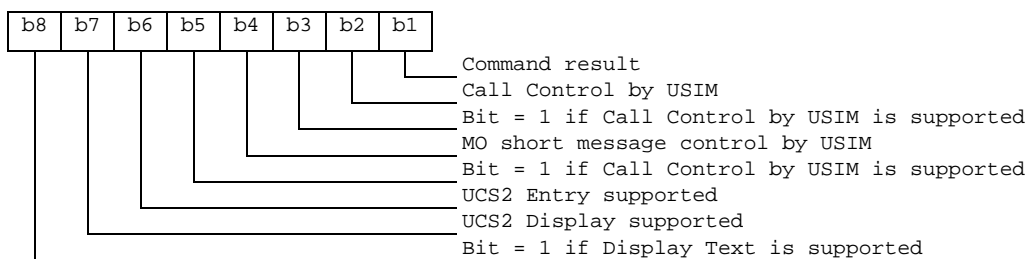 b8 b7 b6 b5 b4 b3 b2 b1
Command result
Call Control by USIM
Bit = 1 if Call Control by USIM is supported
MO short message control by USIM
Bit = 1 if Call Control by USIM is supported
UCS2 Entry supported
UCS2 Display supported
Bit = 1 if Display Text is supported